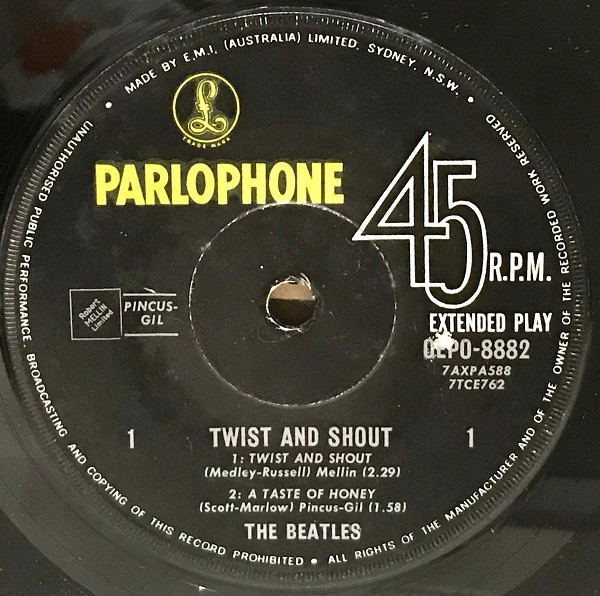 MADE BY E.M.I. (AUSTRALIA) LIMITED. SYDNEY, N.S.W.
UNAUTHORISED PUBLIC PERFORMANCE, BROADCASTING AND COPYING OF THIS RECORD PROHIBITED • ALL RIGHTS OF THE MANUFACTURER AND OF THE OWNER OF THE RECORDED WORK RESERVED
£
TRADE MARK
PARLOPHONE
45
R.P.M.
Robert MELLIN Limited
PINCUS-GIL
EXTENDED PLAY
GEPO-8882
7AXPA588
7TCE762
1 TWIST AND SHOUT 1
1: TWIST AND SHOUT
(Medley-Russell) Mellin (2.29)
2: A TASTE OF HONEY
(Scott-Marlow) Pincus-Gil (1.58)
THE BEATLES